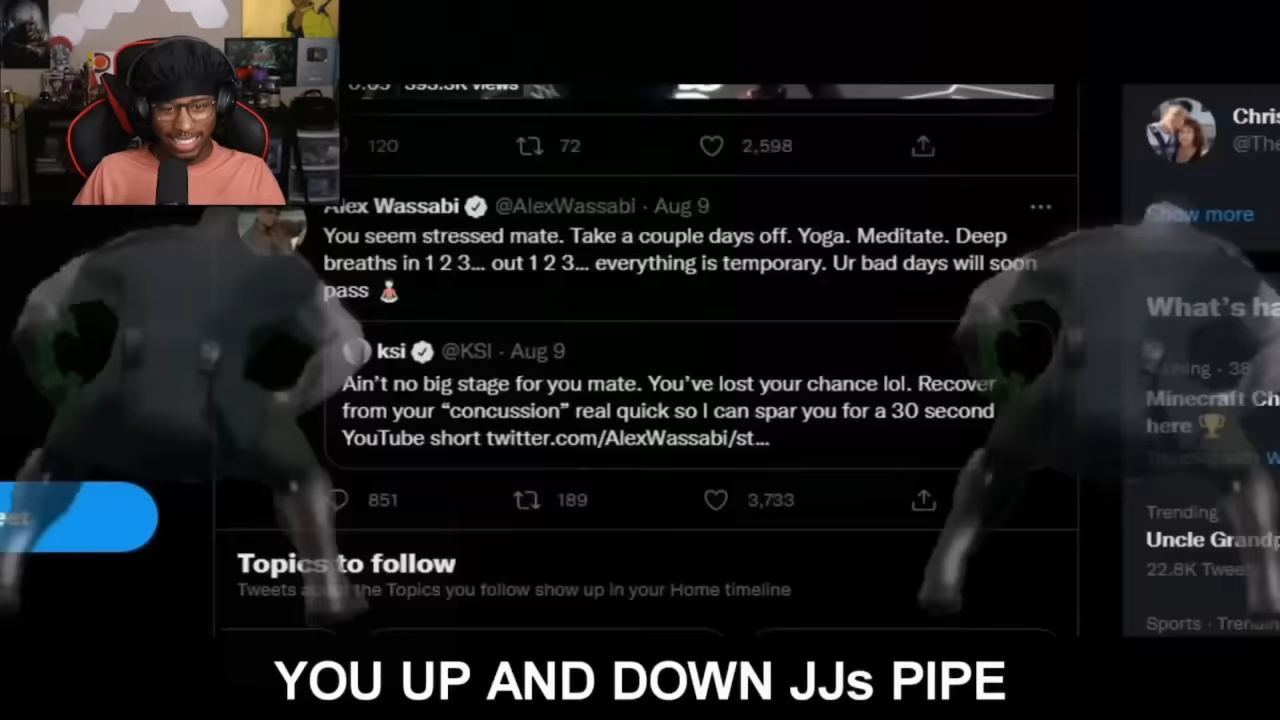 0:05 393.3K views
120 72 2,598
Alex Wassabi @AlexWassabi · Aug 9
You seem stressed mate. Take a couple days off. Yoga. Meditate. Deep
breaths in 1 2 3... out 1 2 3... everything is temporary. Ur bad days will soon
pass
ksi @KSI · Aug 9
Ain't no big stage for you mate. You've lost your chance lol. Recover
from your “concussion” real quick so I can spar you for a 30 second
YouTube short twitter.com/AlexWassabi/st...
851 189 3,733
Topics to follow
Tweets about the Topics you follow show up in your Home timeline
Chris
@The
Show more
What's ha
Minecraft Ch
here
Trending
Uncle Grandp
22.8K Tweets
Sports · Trending
YOU UP AND DOWN JJs PIPE